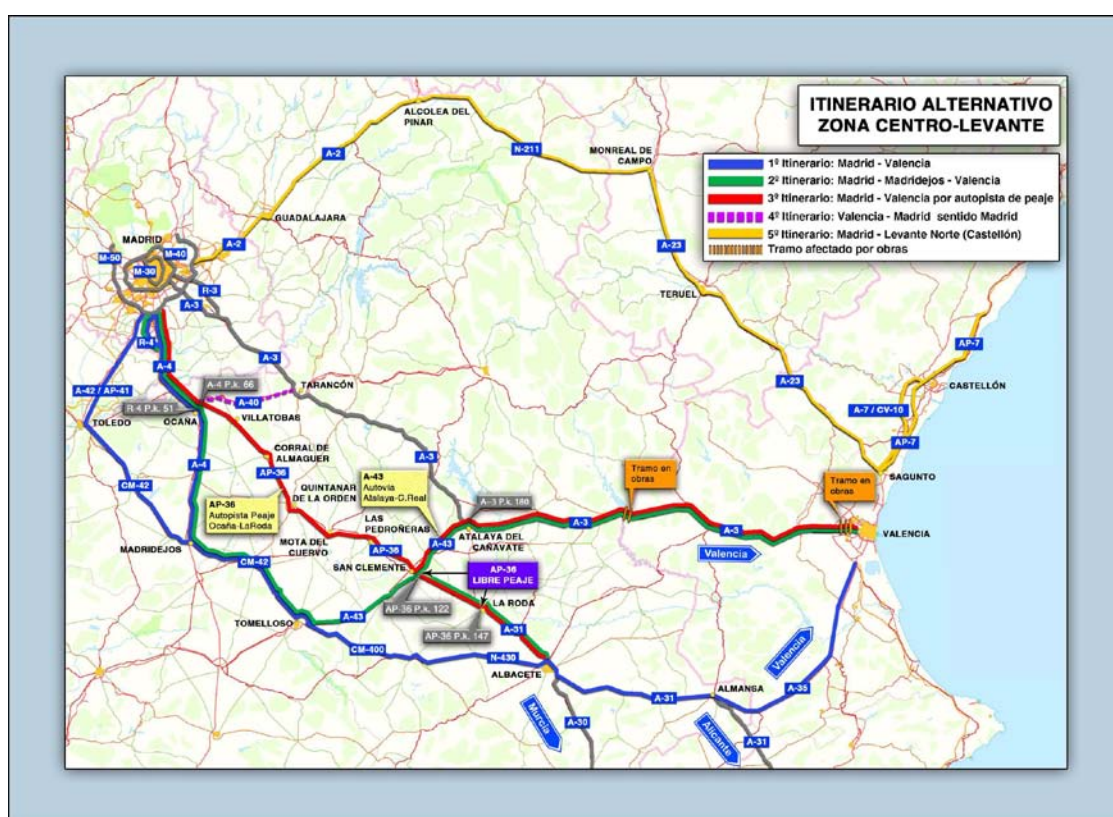 ITINERARIO ALTERNATIVO
ZONA CENTRO-LEVANTE
1º Itinerario: Madrid - Valencia
2º Itinerario: Madrid - Madridejos - Valencia
3º Itinerario: Madrid - Valencia por autopista de peaje
4º Itinerario: Valencia - Madrid sentido Madrid
5º Itinerario: Madrid - Levante Norte (Castellón)
Tramo afectado por obras
ALCOLEA DEL
PINAR
A-2
N-211
MONREAL DE
CAMPO
GUADALAJARA
A-2
MADRID
M-50
M-40
M-30
R-3
A-3
A-23
TERUEL
A-3
R-4
A-4
A-42 / AP-41
A-4 P.k. 66
A-40
TARANCÓN
R-4 P.k. 51
OCAÑA
VILLATOBAS
TOLEDO
A-23
AP-7
CASTELLÓN
A-7 / CV-10
AP-7
SAGUNTO
CORRAL DE
ALMAGUER
A-4
AP-36
A-3
QUINTANAR
DE LA ORDEN
A-43
Autovia
Atalaya-C.Real
A-3 P.k. 180
Tramo en
obras
Tramo en
obras
CM-42
AP-36
Autopista Peaje
Ocaña-LaRoda
LAS
PEDROÑERAS
A-3
A-3
VALENCIA
MADRIDEJOS
MOTA DEL
CUERVO
AP-36
A-43
ATALAYA DEL
CAÑAVATE
Valencia
CM-42
SAN CLEMENTE
AP-36
LIBRE PEAJE
AP-36 P.k. 122
LA RODA
A-43
TOMELLOSO
AP-36 P.k. 147
A-31
CM-400
N-430
ALBACETE
Valencia
A-31
ALMANSA
A-35
Murcia
A-30
Alicante
A-31